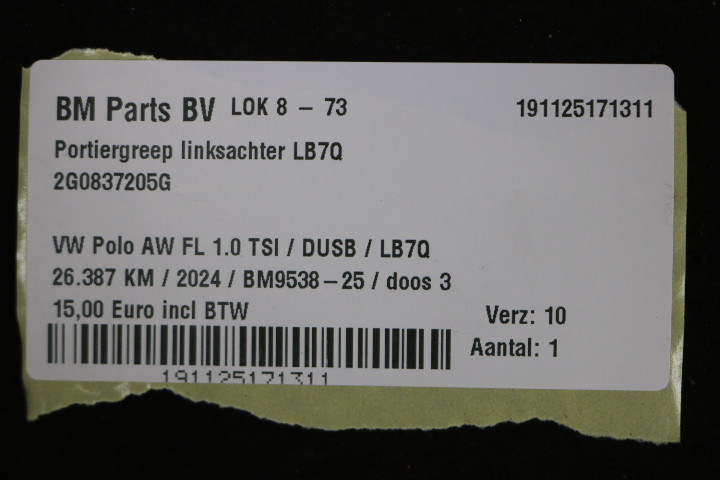 BM Parts BV LOK 8 - 73 191125171311
Portiergreep linksachter LB7Q
2G0837205G
VW Polo AW FL 1.0 TSI / DUSB / LB7Q
26.387 KM / 2024 / BM9538-25 / doos 3
15,00 Euro incl BTW
Verz: 10
Aantal: 1
191125171311